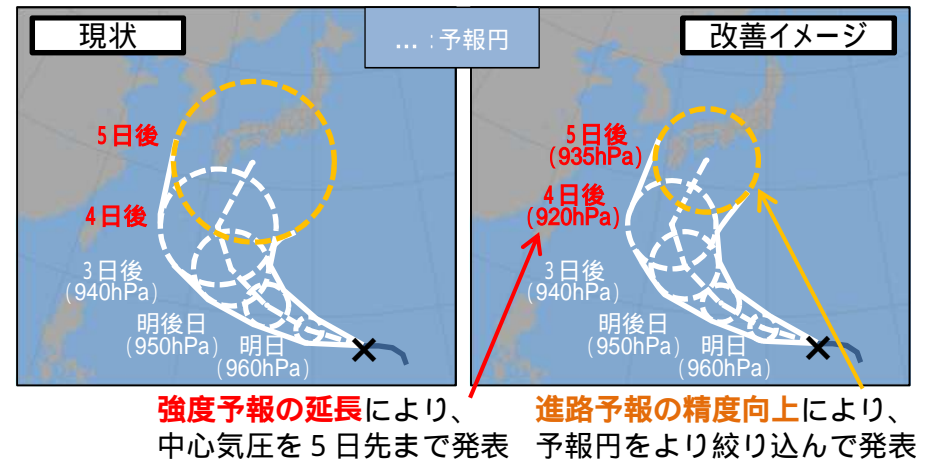 現状
… : 予報円
改善イメージ
5日後
4日後
3日後
(940hPa)
明後日
(950hPa)
明日
(960hPa)
5日後
(935hPa)
4日後
(920hPa)
3日後
(940hPa)
明後日
(950hPa)
明日
(960hPa)
強度予報の延長により、
中心気圧を5日先まで発表
進路予報の精度向上により、
予報円をより絞り込んで発表